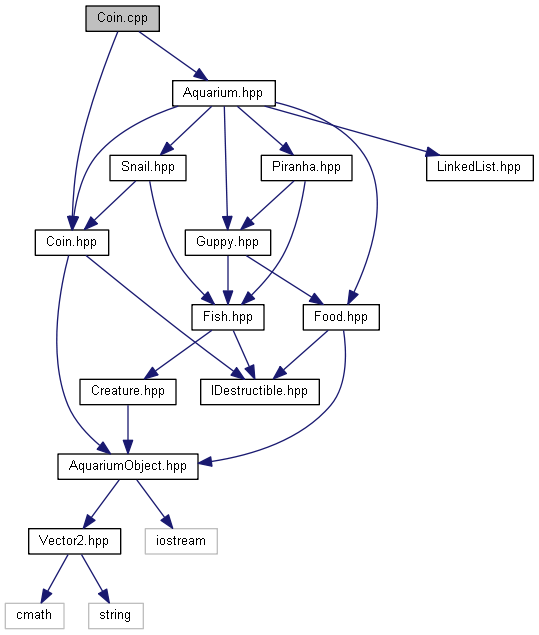 Coin.cpp
Aquarium.hpp
Snail.hpp
Piranha.hpp
LinkedList.hpp
Coin.hpp
Guppy.hpp
Fish.hpp
Food.hpp
Creature.hpp
IDestructible.hpp
AquariumObject.hpp
Vector2.hpp
iostream
cmath
string